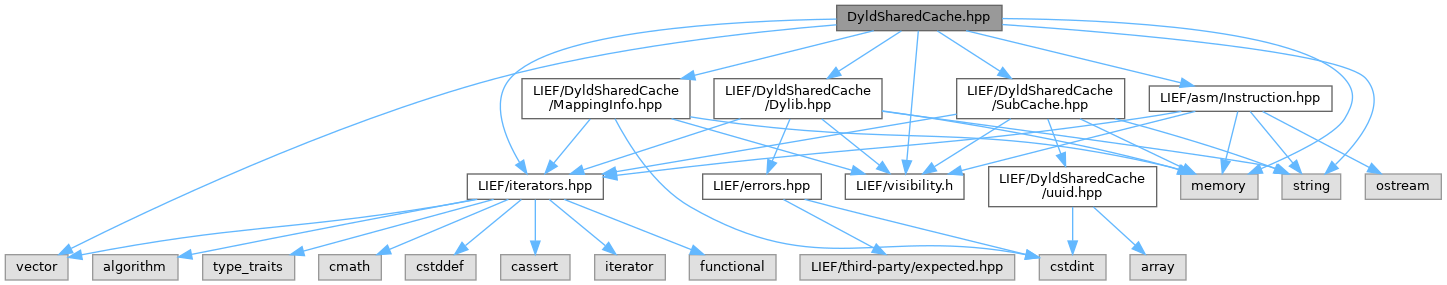 DyldSharedCache.hpp
LIEF/DyldSharedCache
/MappingInfo.hpp
LIEF/DyldSharedCache
/Dylib.hpp
LIEF/DyldSharedCache
/SubCache.hpp
LIEF/asm/Instruction.hpp
LIEF/iterators.hpp
LIEF/errors.hpp
LIEF/visibility.h
LIEF/DyldSharedCache
/uuid.hpp
memory
string
ostream
vector
algorithm
type_traits
cmath
cstddef
cassert
iterator
functional
LIEF/third-party/expected.hpp
cstdint
array